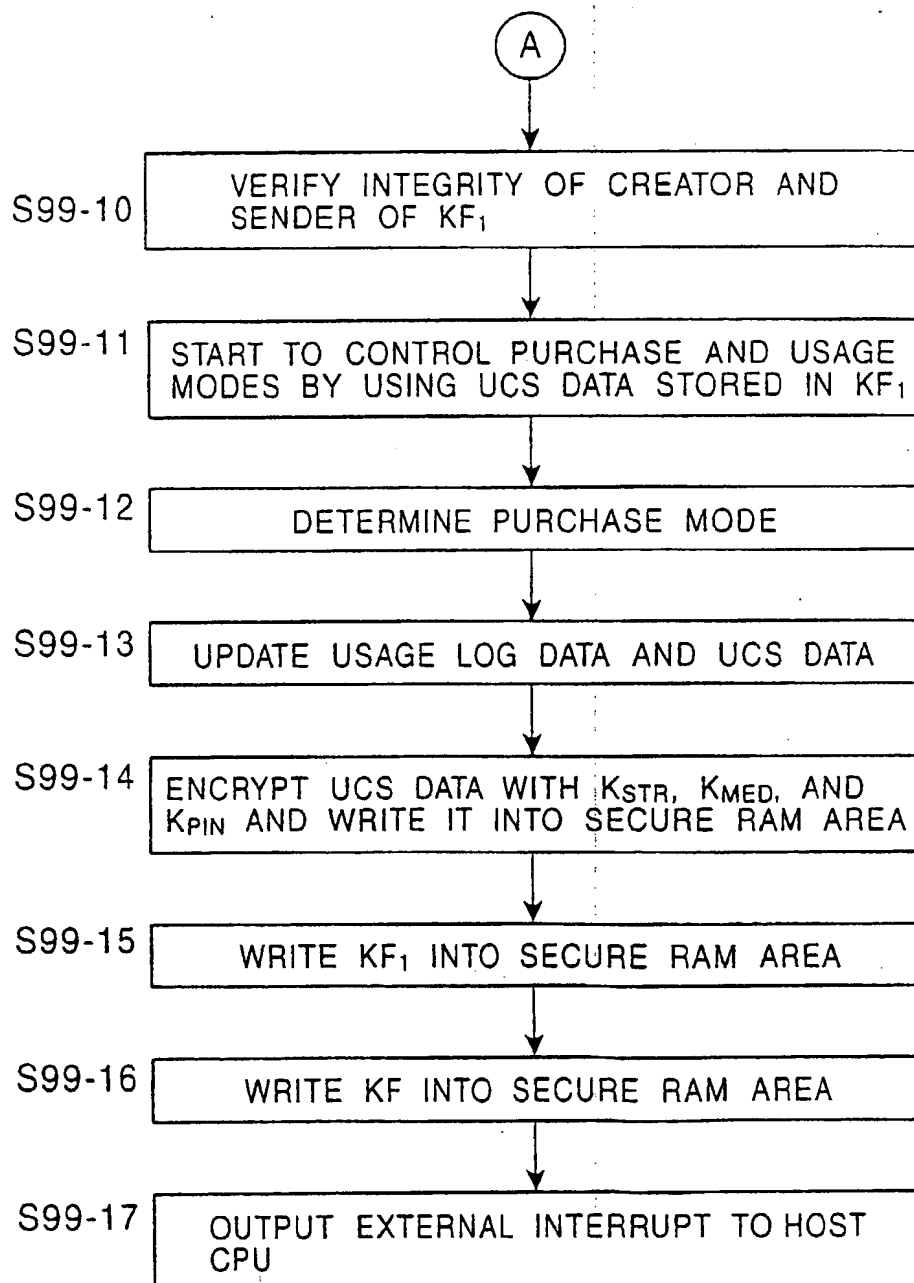 A
S99-10
VERIFY INTEGRITY OF CREATOR AND
SENDER OF KF₁
S99-11
START TO CONTROL PURCHASE AND USAGE
MODES BY USING UCS DATA STORED IN KF₁
S99-12
DETERMINE PURCHASE MODE
S99-13
UPDATE USAGE LOG DATA AND UCS DATA
S99-14
ENCRYPT UCS DATA WITH KSTR, KMED, AND
KPIN AND WRITE IT INTO SECURE RAM AREA
S99-15
WRITE KF₁ INTO SECURE RAM AREA
S99-16
WRITE KF INTO SECURE RAM AREA
S99-17
OUTPUT EXTERNAL INTERRUPT TO HOST
CPU